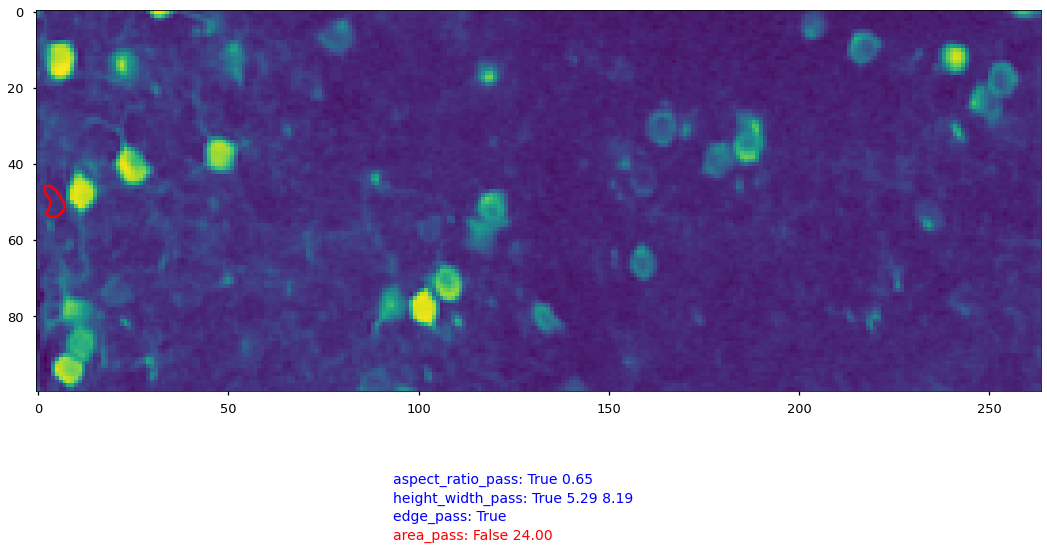 0
20
40
60
80
0 50 100 150 200 250
aspect_ratio_pass: True 0.65
height_width_pass: True 5.29 8.19
edge_pass: True
area_pass: False 24.00